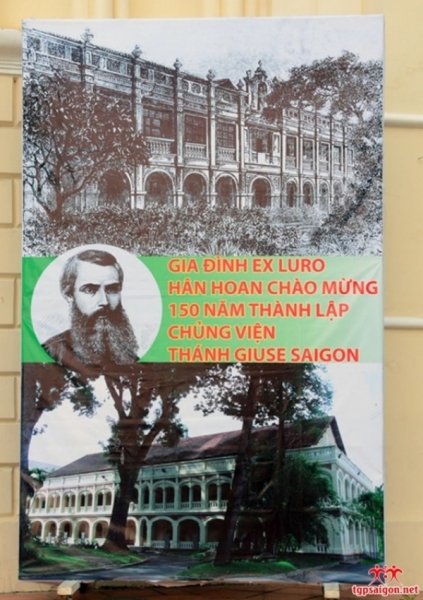 GIA ĐÌNH EX LURO
HÂN HOAN CHÀO MỪNG
150 NĂM THÀNH LẬP
CHỦNG VIỆN
THÁNH GIUSE SAIGON
tgpsaigon.net